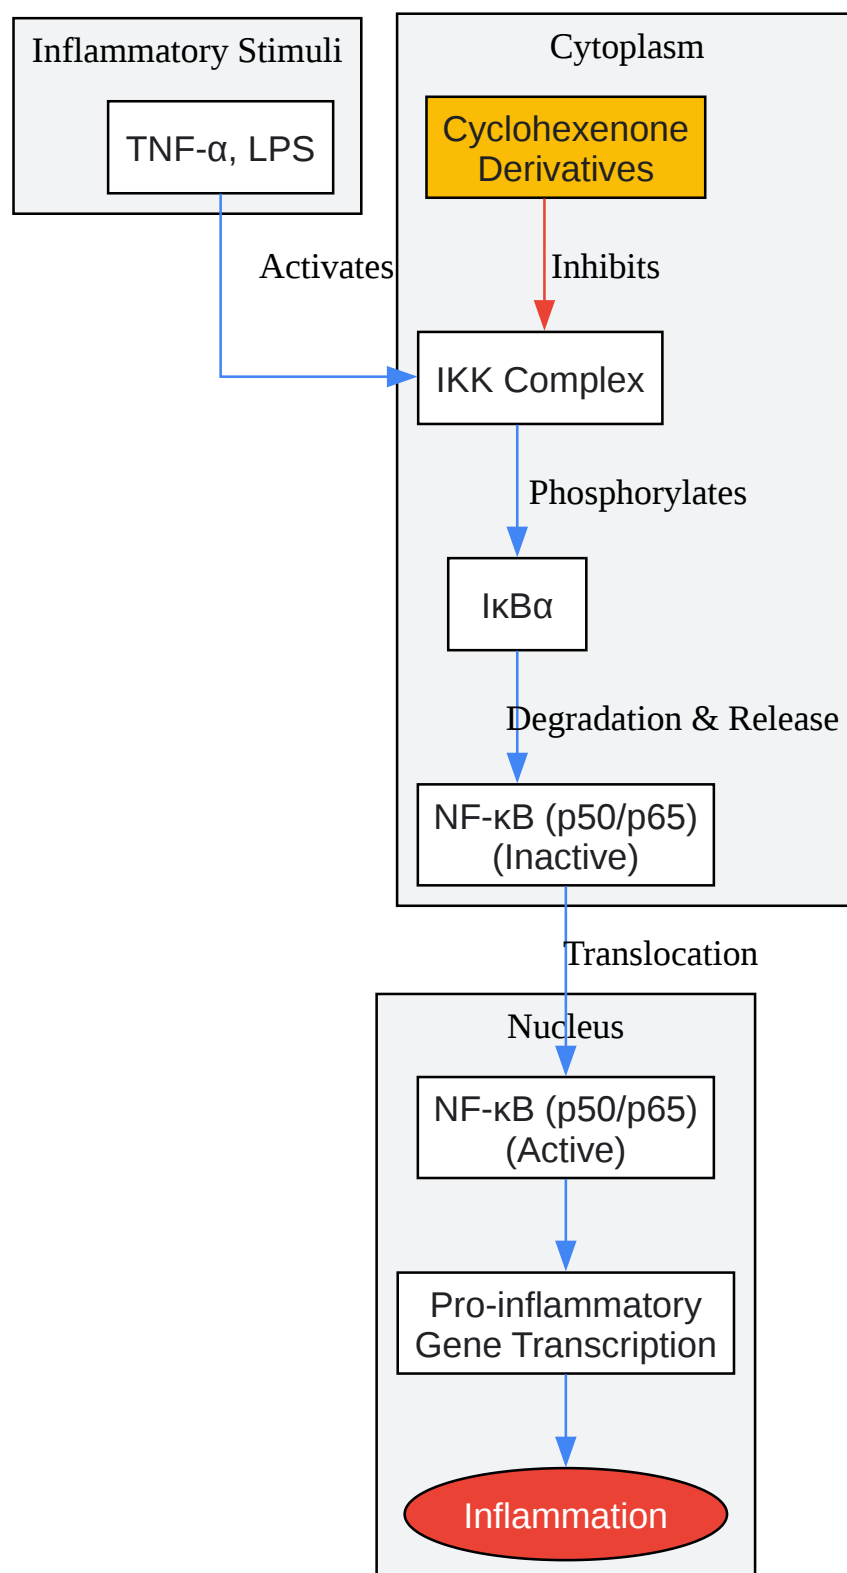 Inflammatory Stimuli
TNF-α, LPS
Activates
Cytoplasm
Cyclohexenone
Derivatives
Inhibits
IKK Complex
Phosphorylates
IκBα
Degradation & Release
NF-κB (p50/p65)
(Inactive)
Translocation
Nucleus
NF-κB (p50/p65)
(Active)
Pro-inflammatory
Gene Transcription
Inflammation